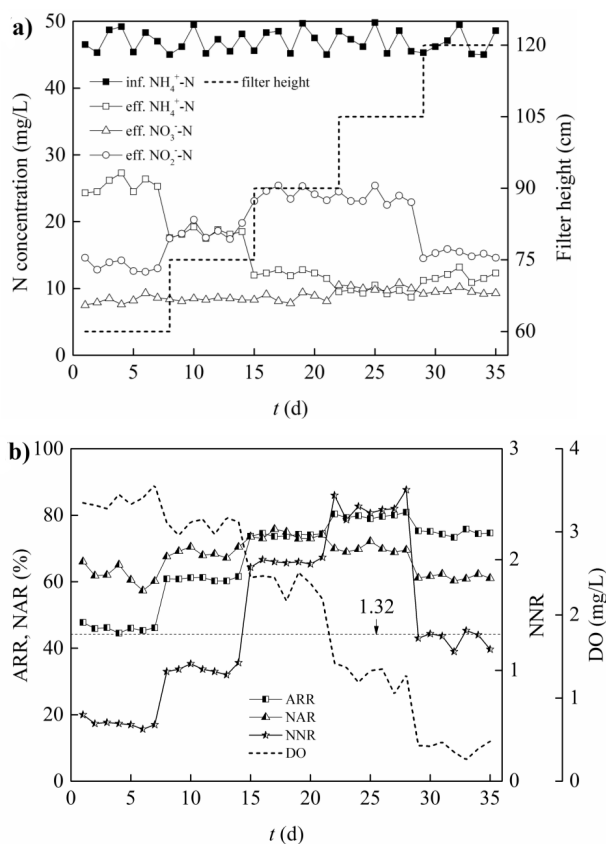 a)
50
40
30
20
10
0
N concentration (mg/L)
inf. NH₄⁺-N
filter height
eff. NH₄⁺-N
eff. NO₃⁻-N
eff. NO₂⁻-N
120
105
90
75
60
Filter height (cm)
0 5 10 15 20 25 30 35
t (d)
b)
100
80
60
40
20
0
ARR, NAR (%)
1.32
ARR
NAR
NNR
DO
3
2
1
0
NNR
4
3
2
1
0
DO (mg/L)
0 5 10 15 20 25 30 35
t (d)